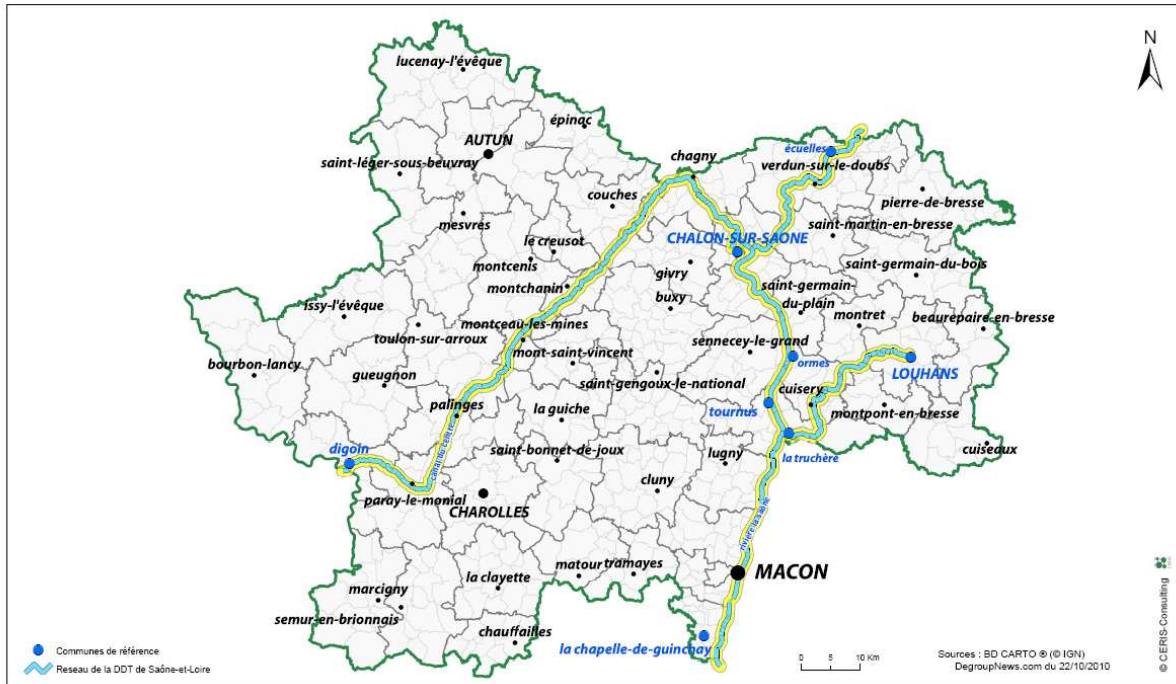 N
lucenay-l'évêque
épinac
AUTUN
saint-léger-sous-beuvray
chagny
écuelles
verdun-sur-le-doubs
couches
pierre-de-bresse
mesvres
saint-martin-en-bresse
le creusot
CHALON-SUR-SAONE
montcenis
givry
saint-germain-du-bois
montchanin
buxy
saint-germain-
du-plain
issy-l'évêque
montret
beaurepaire-en-bresse
montceau-les-mines
toulon-sur-arroux
sennecey-le-grand
mont-saint-vincent
ormes
bourbon-lancy
LOUHANS
gueugnon
saint-gengoux-le-national
cuisery
palinges
la guiche
tournus
montpont-en-bresse
canal du centre
digoin
saint-bonnet-de-joux
lugny
la truchère
cuiseaux
paray-le-monial
cluny
CHAROLLES
rivière la saône
matour
tramayes
MACON
la clayette
marcigny
semur-en-brionnais
chauffailles
la chapelle-de-guinchay
Communes de référence
Reseau de la DDT de Saône-et-Loire
0 5 10 Km
Sources : BD CARTO ® (© IGN)
DegroupNews.com du 22/10/2010
© CERIS-Consulting